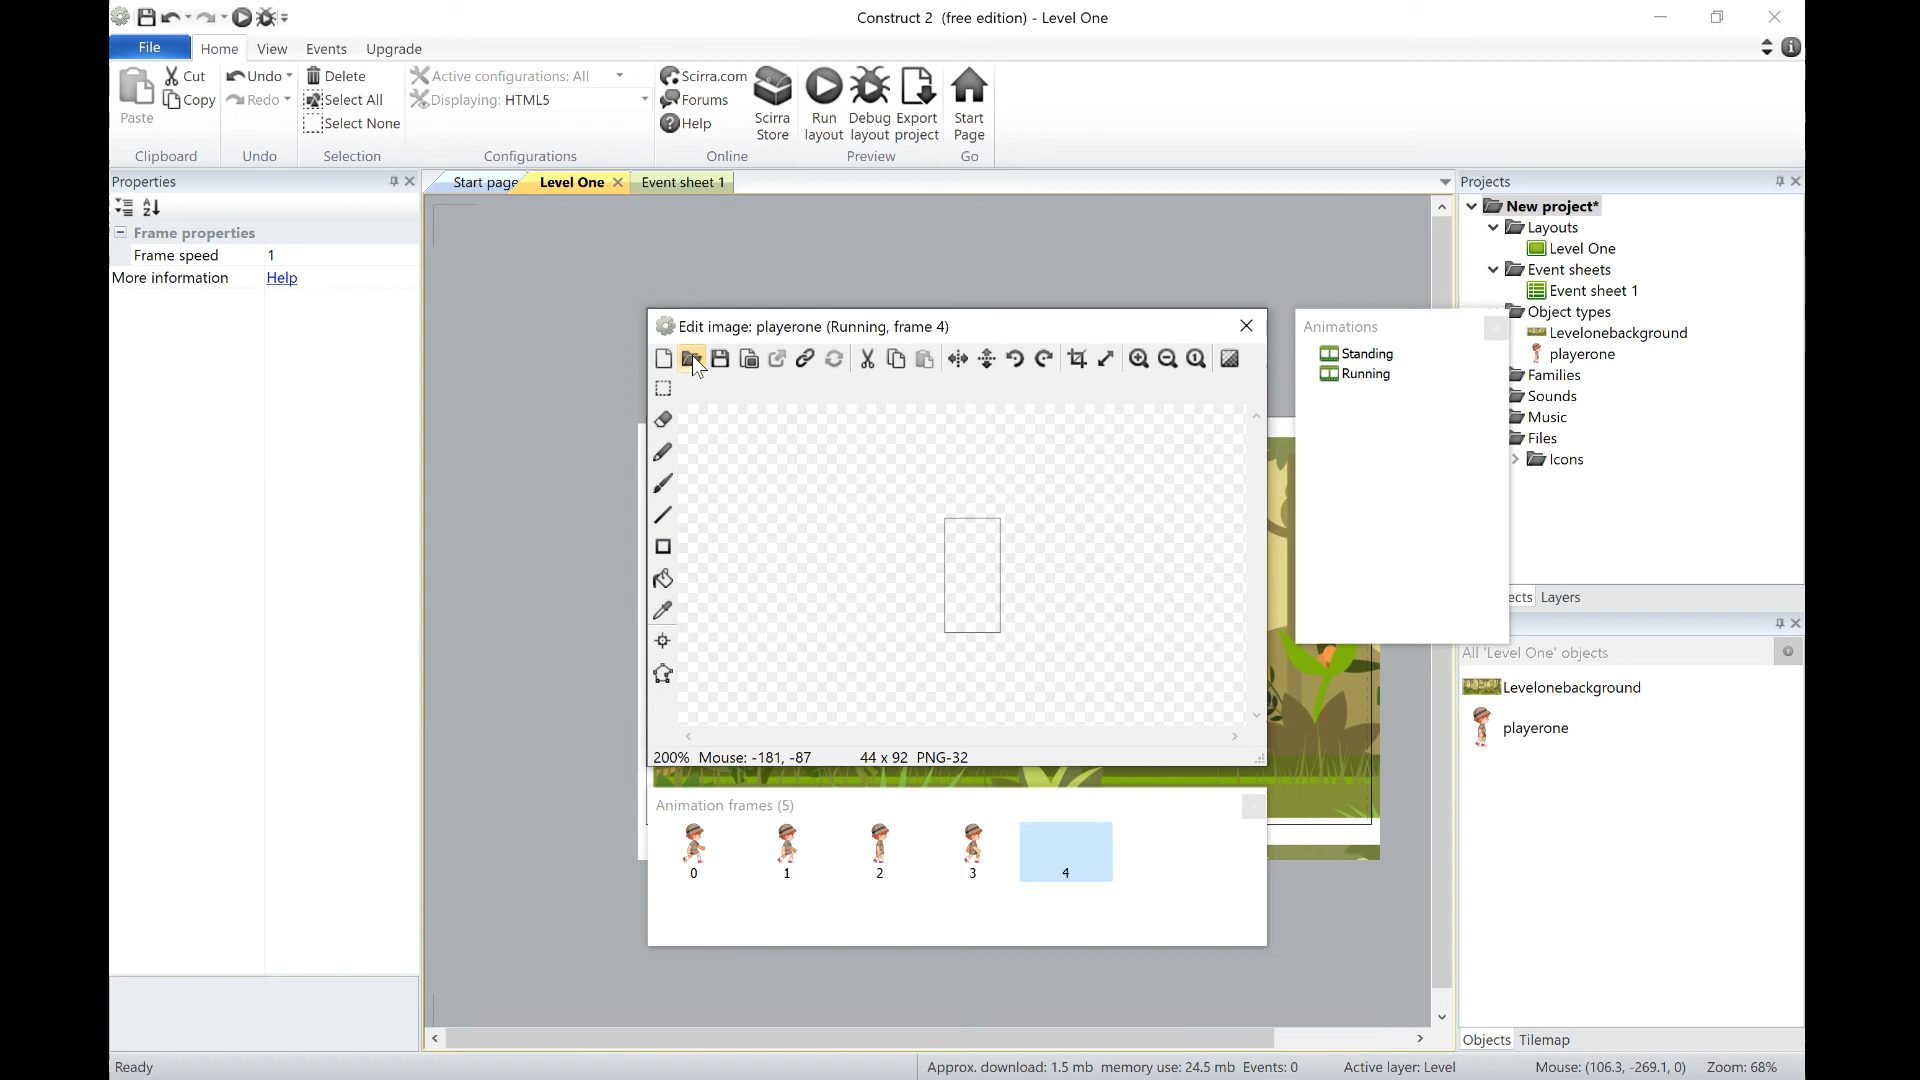 Construct 2 (free edition) - Level One
File Home View Events Upgrade
Paste
Cut
Copy
Clipboard
Undo
Redo
Undo
Delete
Select All
Select None
Selection
Active configurations: All
Displaying: HTML5
Configurations
Scirra.com
Forums
Help
Scirra
Store
Online
Run
layout
Debug
layout
Export
project
Preview
Start
Page
Go
Properties
Frame properties
Frame speed 1
More information Help
Start page Level One Event sheet 1
Edit image: playerone (Running, frame 4)
200% Mouse: -181, -87 44 x 92 PNG-32
Animation frames (5)
0 1 2 3 4
Animations
Standing
Running
Projects
New project*
Layouts
Level One
Event sheets
Event sheet 1
Object types
Levelonebackground
playerone
Families
Sounds
Music
Files
Icons
ects Layers
All 'Level One' objects
Levelonebackground
playerone
Objects Tilemap
Ready
Approx. download: 1.5 mb memory use: 24.5 mb Events: 0 Active layer: Level Mouse: (106.3, -269.1, 0) Zoom: 68%